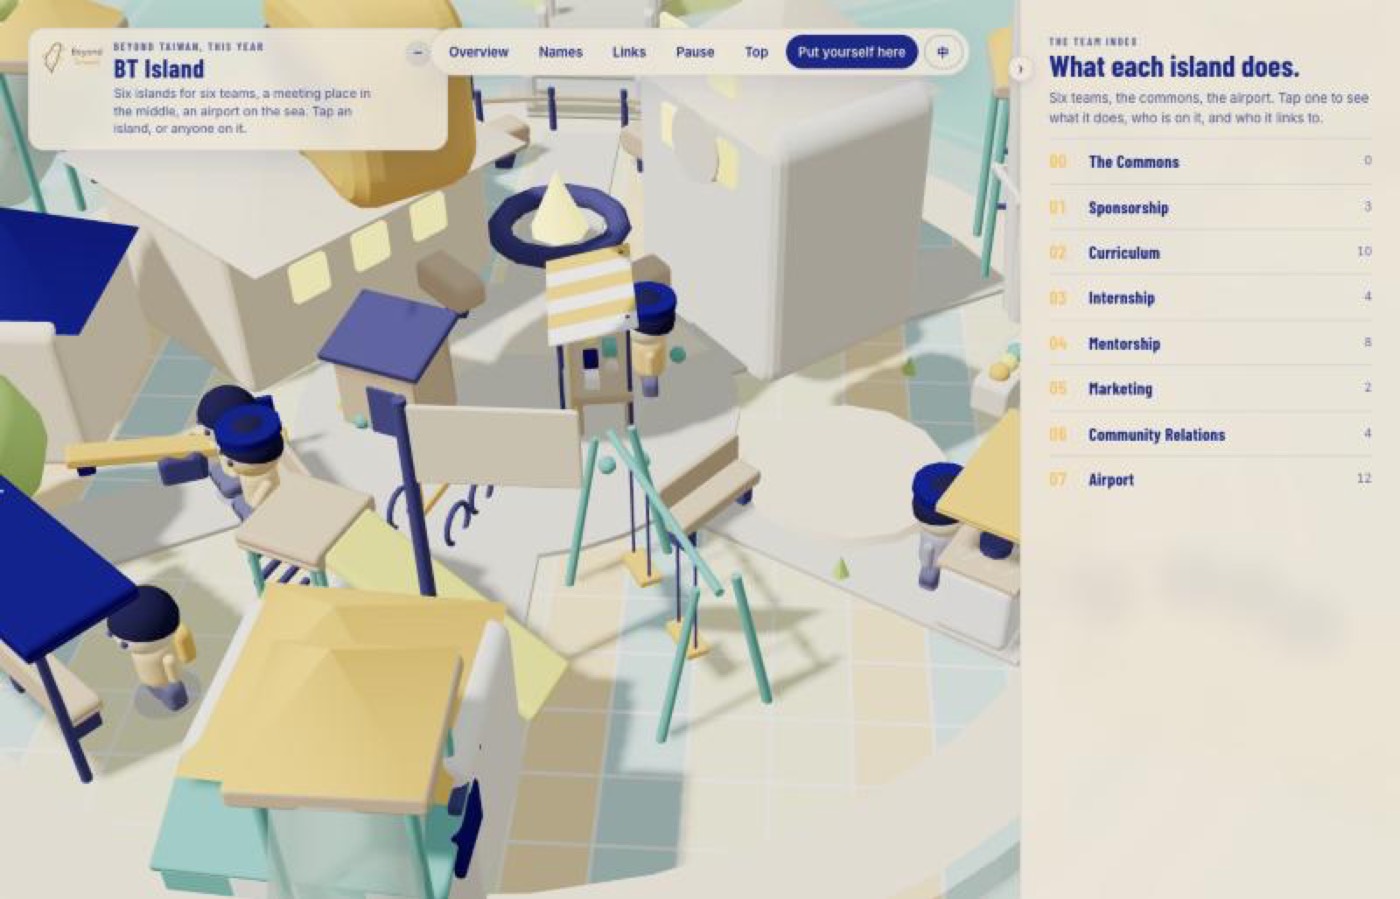 Beyond
BEYOND TAIWAN, THIS YEAR
BT Island
Six islands for six teams, a meeting place in
the middle, an airport on the sea. Tap an
island, or anyone on it.
–
Overview
Names
Links
Pause
Top
Put yourself here
中
›
THE TEAM INDEX
What each island does.
Six teams, the commons, the airport. Tap one to see
what it does, who is on it, and who it links to.
00 The Commons 0
01 Sponsorship 3
02 Curriculum 10
03 Internship 4
04 Mentorship 8
05 Marketing 2
06 Community Relations 4
07 Airport 12